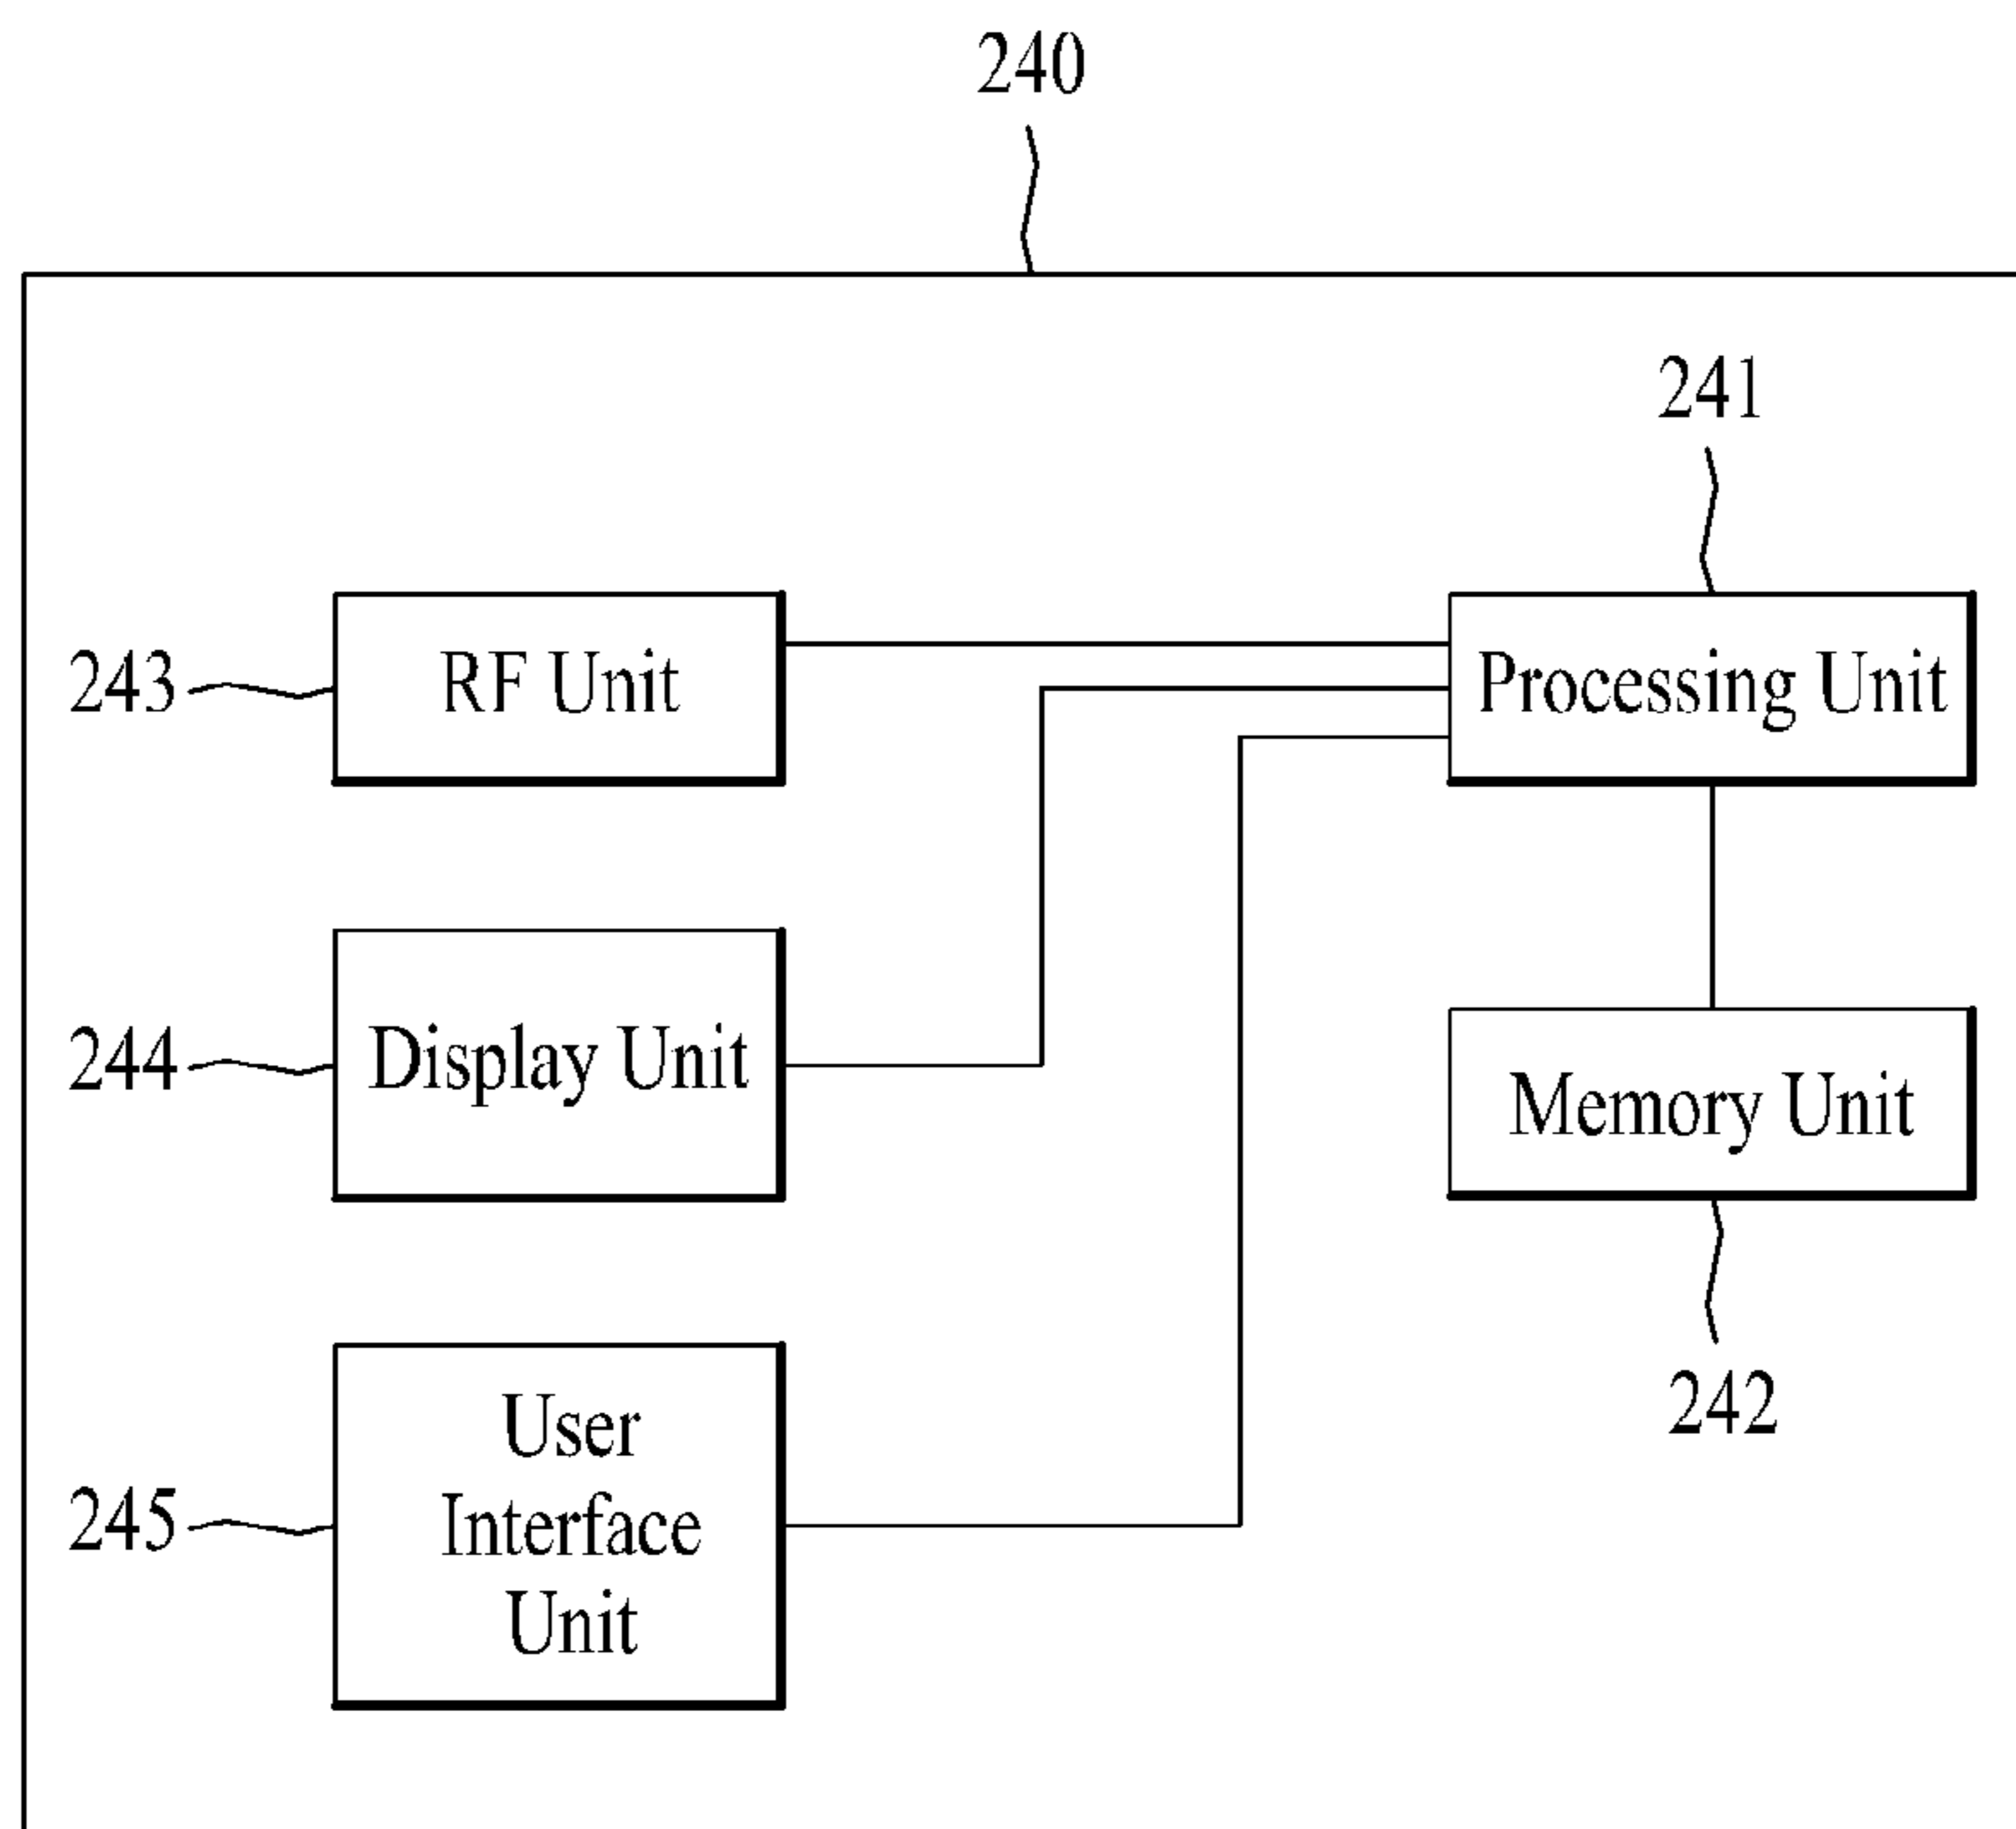 240
241
243
RF Unit
Processing Unit
244
Display Unit
Memory Unit
242
245
User
Interface
Unit